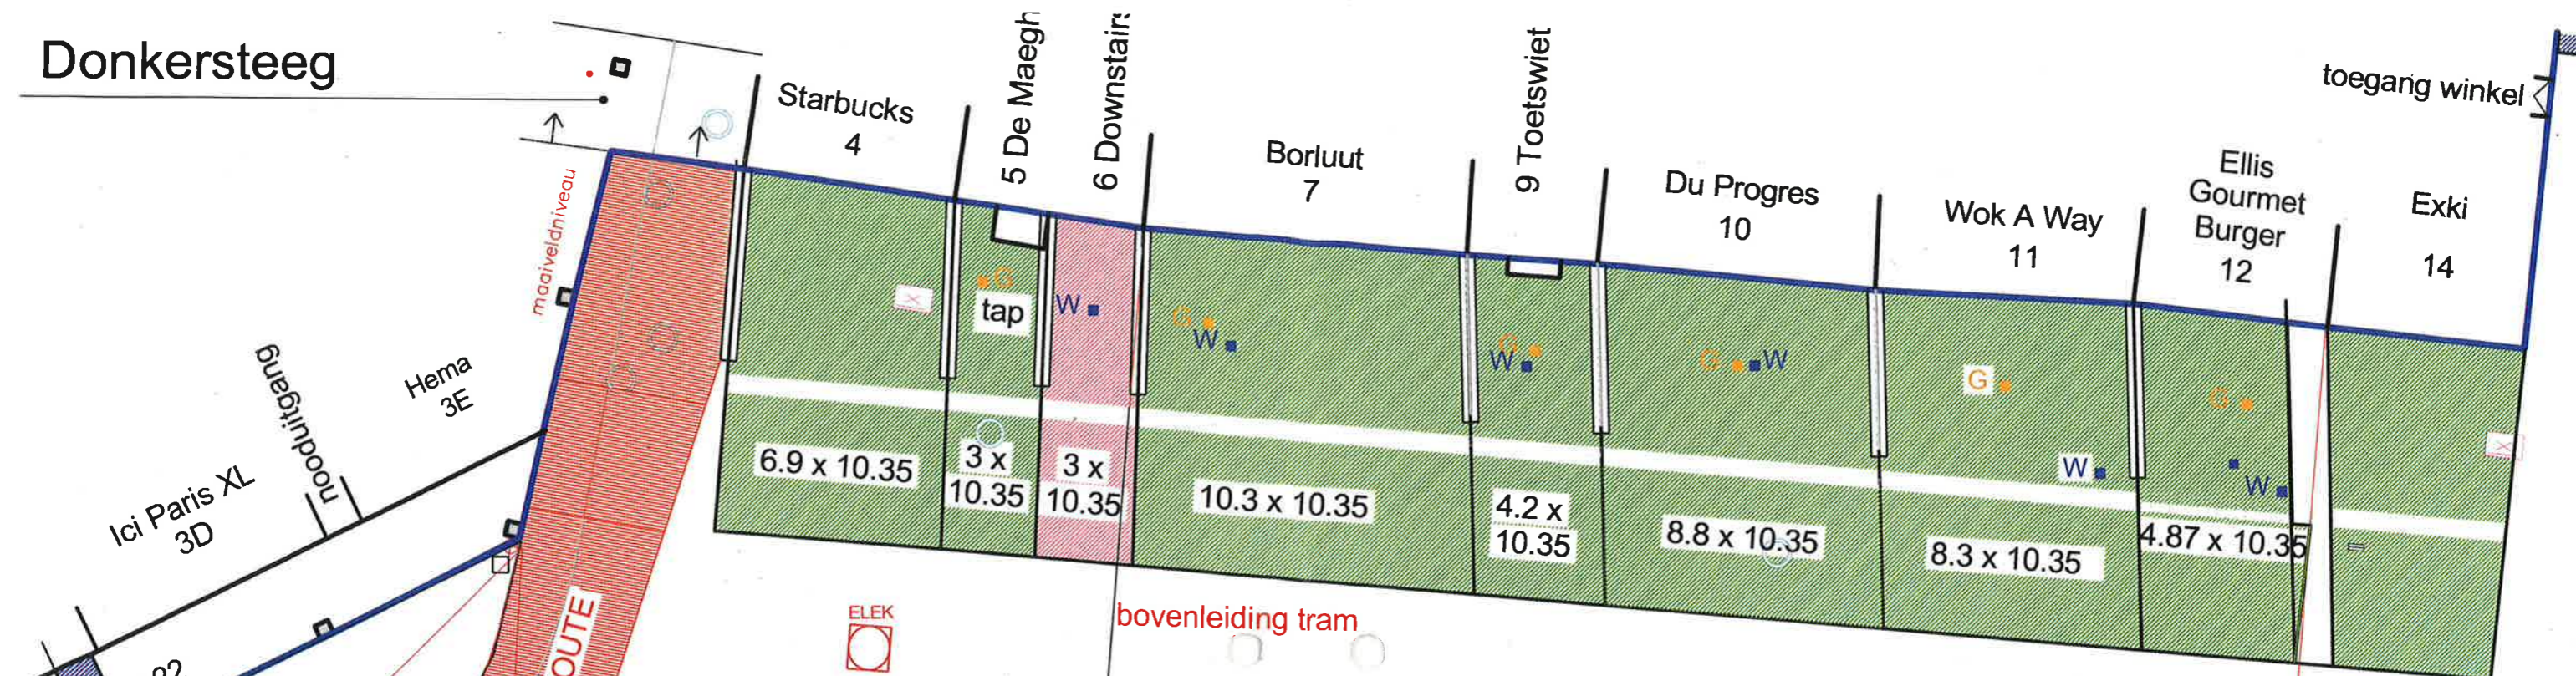 Donkersteeg
Starbucks
4
5 De Maegh
6 Downstairs
Borluut
7
9 Toetswiet
Du Progres
10
Wok A Way
11
Ellis
Gourmet
Burger
12
Exki
14
toegang winkel
maaiveldniveau
nooduitgang
Hema
3E
Ici Paris XL
3D
G
tap
W
G
W
G
W
G
W
G
W
G
W
6.9 x 10.35
3 x
10.35
3 x
10.35
10.3 x 10.35
4.2 x
10.35
8.8 x 10.35
8.3 x 10.35
4.87 x 10.35
OUTE
ELEK
bovenleiding tram